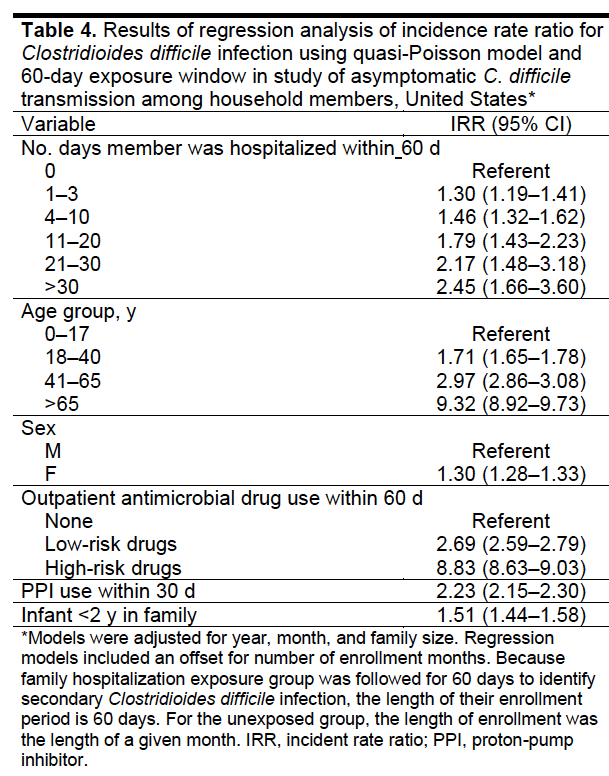 Table 4. Results of regression analysis of incidence rate ratio for
Clostridioides difficile infection using quasi-Poisson model and
60-day exposure window in study of asymptomatic C. difficile
transmission among household members, United States*
Variable IRR (95% CI)
No. days member was hospitalized within 60 d
0 Referent
1–3 1.30 (1.19–1.41)
4–10 1.46 (1.32–1.62)
11–20 1.79 (1.43–2.23)
21–30 2.17 (1.48–3.18)
>30 2.45 (1.66–3.60)
Age group, y
0–17 Referent
18–40 1.71 (1.65–1.78)
41–65 2.97 (2.86–3.08)
>65 9.32 (8.92–9.73)
Sex
M Referent
F 1.30 (1.28–1.33)
Outpatient antimicrobial drug use within 60 d
None Referent
Low-risk drugs 2.69 (2.59–2.79)
High-risk drugs 8.83 (8.63–9.03)
PPI use within 30 d 2.23 (2.15–2.30)
Infant <2 y in family 1.51 (1.44–1.58)
*Models were adjusted for year, month, and family size. Regression
models included an offset for number of enrollment months. Because
family hospitalization exposure group was followed for 60 days to identify
secondary Clostridioides difficile infection, the length of their enrollment
period is 60 days. For the unexposed group, the length of enrollment was
the length of a given month. IRR, incident rate ratio; PPI, proton-pump
inhibitor.